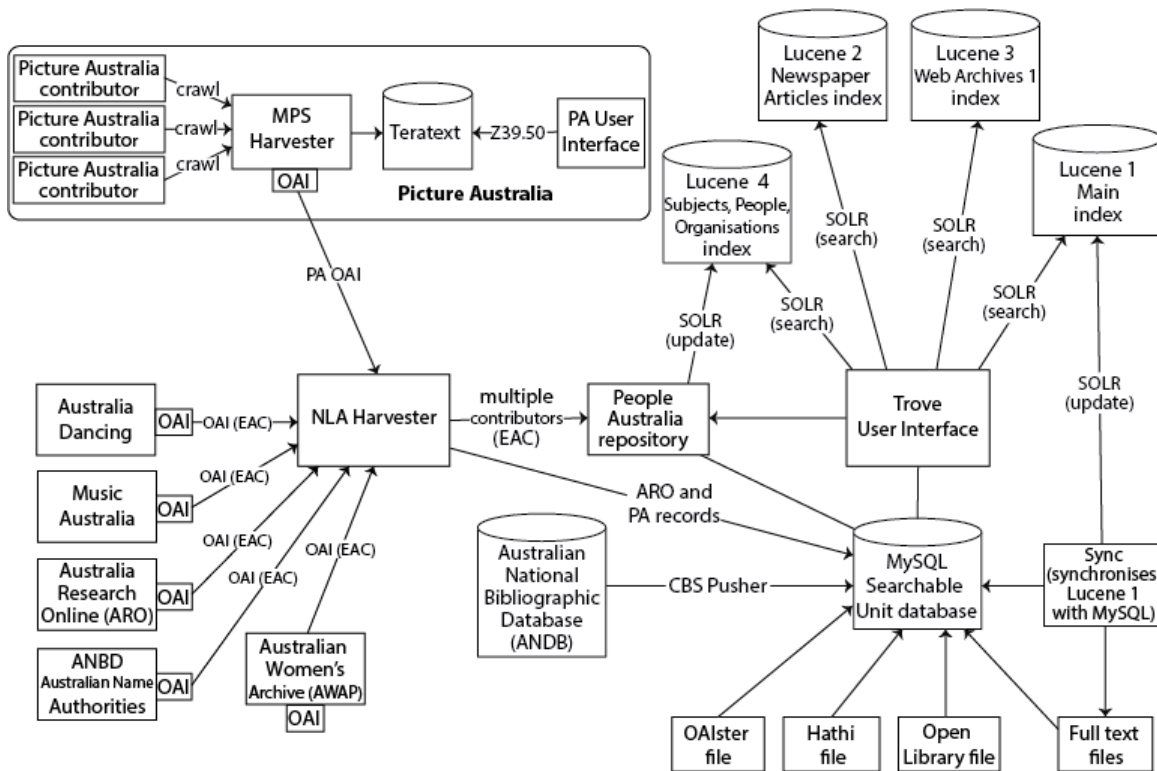 Picture Australia
contributor
Picture Australia
contributor
Picture Australia
contributor
crawl
crawl
crawl
MPS
Harvester
OAI
Teratext
Z39.50
PA User
Interface
Picture Australia
Lucene 2
Newspaper
Articles index
Lucene 3
Web Archives 1
index
Lucene 4
Subjects, People,
Organisations
index
Lucene 1
Main
index
PA OAI
SOLR
(update)
SOLR
(search)
SOLR
(search)
SOLR
(search)
SOLR
(search)
SOLR
(update)
Australia
Dancing
OAI
OAI (EAC)
NLA Harvester
multiple
contributors
(EAC)
People
Australia
repository
Trove
User Interface
Music
Australia
OAI
OAI (EAC)
Australia
Research
Online (ARO)
OAI
OAI (EAC)
ANBD
Australian Name
Authorities
OAI
OAI (EAC)
Australian
Women's
Archive (AWAP)
OAI
OAI (EAC)
ARO and
PA records
Australian
National
Bibliographic
Database
(ANDB)
CBS Pusher
MySQL
Searchable
Unit database
Sync
(synchronises
Lucene 1
with MySQL)
OAIster
file
Hathi
file
Open
Library file
Full text
files